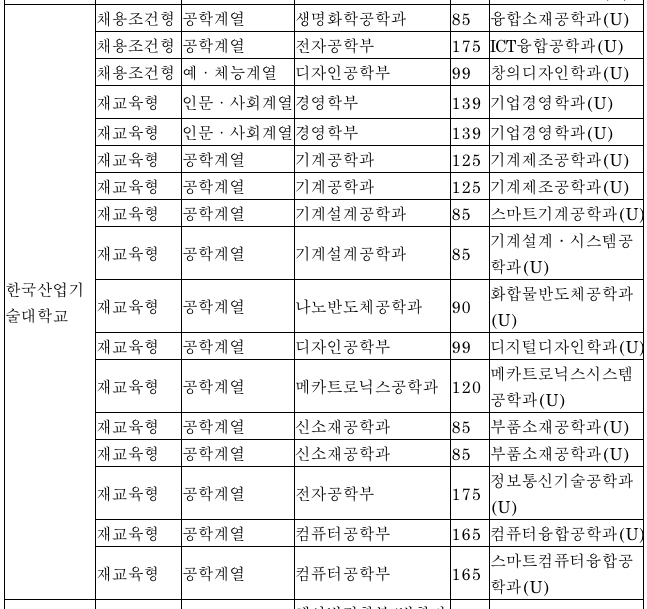 채용조건형 공학계열 생명화학공학과 85 융합소재공학과(U)
채용조건형 공학계열 전자공학부 175 ICT융합공학과(U)
채용조건형 예ㆍ체능계열 디자인공학부 99 창의디자인학과(U)
재교육형 인문ㆍ사회계열 경영학부 139 기업경영학과(U)
재교육형 인문ㆍ사회계열 경영학부 139 기업경영학과(U)
재교육형 공학계열 기계공학과 125 기계제조공학과(U)
재교육형 공학계열 기계공학과 125 기계제조공학과(U)
재교육형 공학계열 기계설계공학과 85 스마트기계공학과(U)
재교육형 공학계열 기계설계공학과 85 기계설계ㆍ시스템공
학과(U)
한국산업기
술대학교
재교육형 공학계열 나노반도체공학과 90 화합물반도체공학과
(U)
재교육형 공학계열 디자인공학부 99 디지털디자인학과(U)
재교육형 공학계열 메카트로닉스공학과 120 메카트로닉스시스템
공학과(U)
재교육형 공학계열 신소재공학과 85 부품소재공학과(U)
재교육형 공학계열 신소재공학과 85 부품소재공학과(U)
재교육형 공학계열 전자공학부 175 정보통신기술공학과
(U)
재교육형 공학계열 컴퓨터공학부 165 컴퓨터융합공학과(U)
재교육형 공학계열 컴퓨터공학부 165 스마트컴퓨터융합공
학과(U)